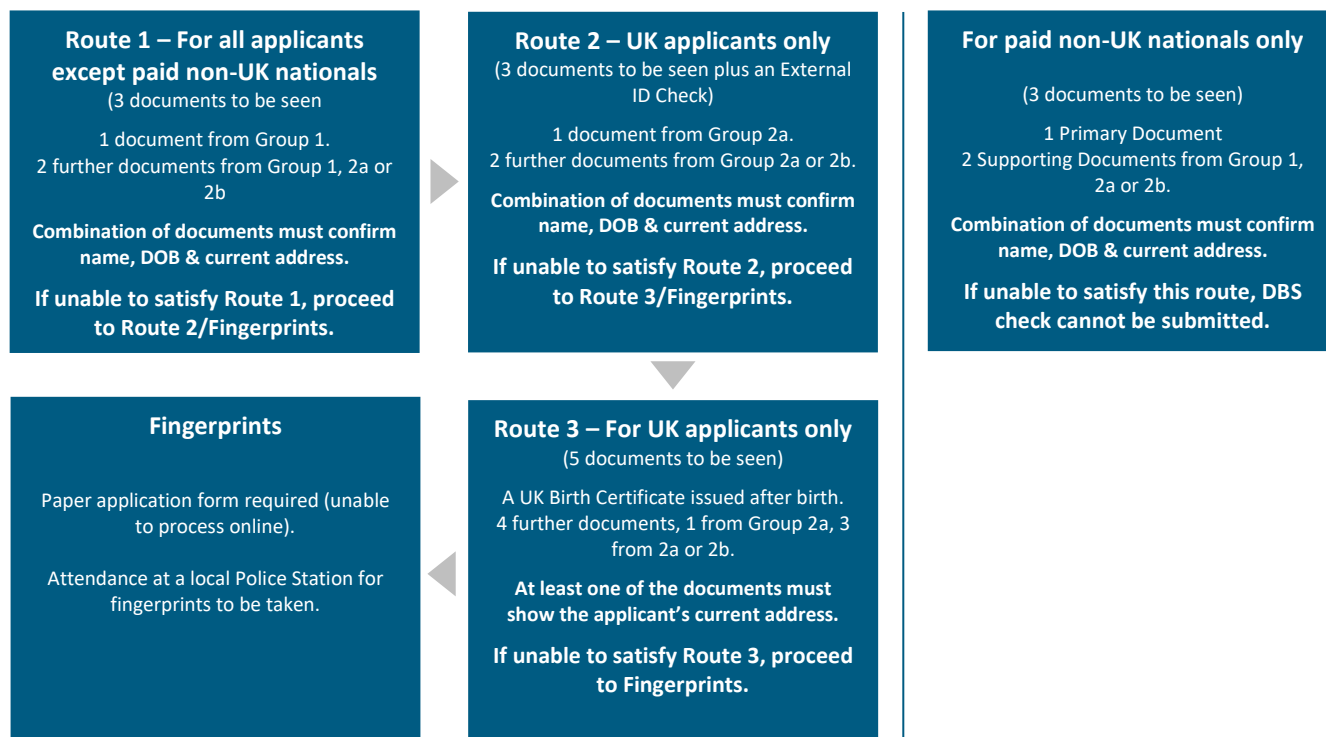 Route 1 – For all applicants
except paid non-UK nationals
(3 documents to be seen
1 document from Group 1.
2 further documents from Group 1, 2a or
2b
Combination of documents must confirm
name, DOB & current address.
If unable to satisfy Route 1, proceed
to Route 2/Fingerprints.
Route 2 – UK applicants only
(3 documents to be seen plus an External
ID Check)
1 document from Group 2a.
2 further documents from Group 2a or 2b.
Combination of documents must confirm
name, DOB & current address.
If unable to satisfy Route 2, proceed
to Route 3/Fingerprints.
For paid non-UK nationals only
(3 documents to be seen)
1 Primary Document
2 Supporting Documents from Group 1,
2a or 2b.
Combination of documents must confirm
name, DOB & current address.
If unable to satisfy this route, DBS
check cannot be submitted.
Route 3 – For UK applicants only
(5 documents to be seen)
A UK Birth Certificate issued after birth.
4 further documents, 1 from Group 2a, 3
from 2a or 2b.
At least one of the documents must
show the applicant’s current address.
If unable to satisfy Route 3, proceed
to Fingerprints.
Fingerprints
Paper application form required (unable
to process online).
Attendance at a local Police Station for
fingerprints to be taken.